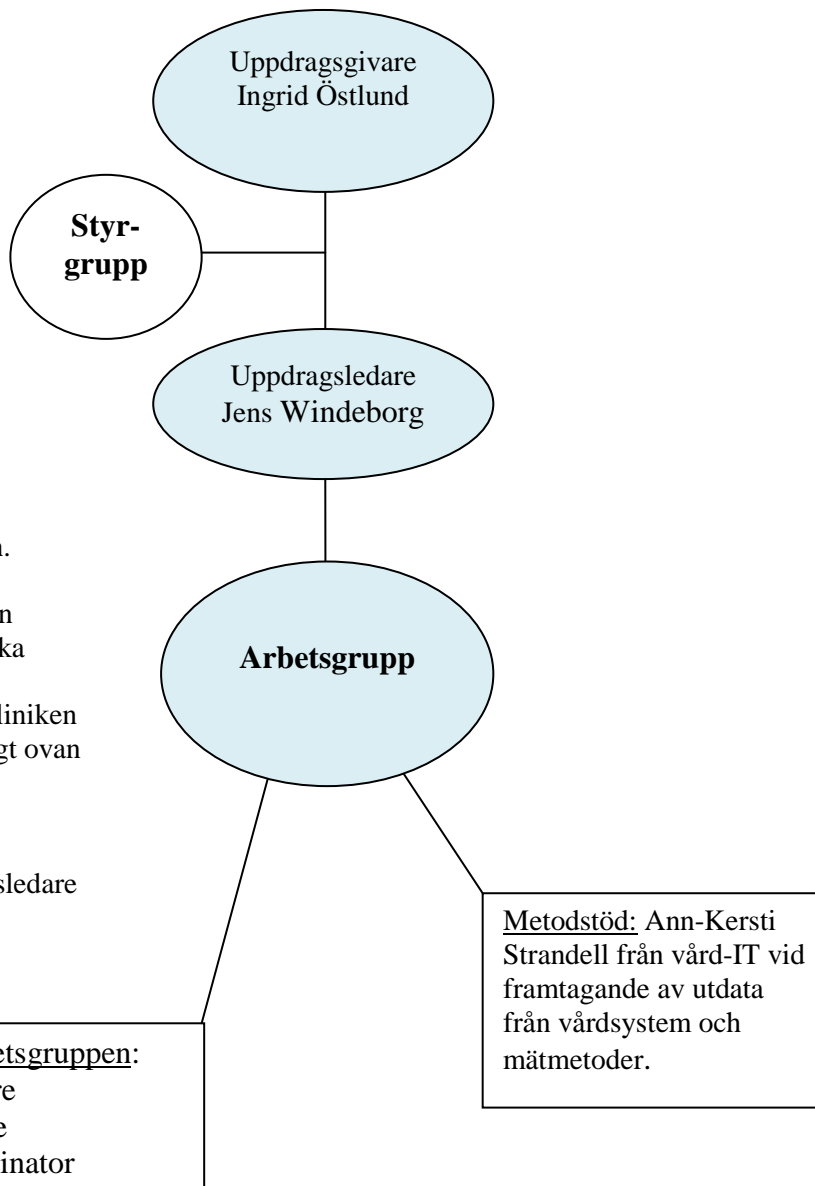 Uppdragsgivare
Ingrid Östlund
Styr-
grupp
Uppdragsledare
Jens Windeborg
n.
n
ka
liniken
gt ovan
Arbetsgrupp
sledare
Metodstöd: Ann-Kersti
Strandell från vård-IT vid
framtagande av utdata
från vårdsystem och
mätmetoder.
etsgruppen:
re
e
inator